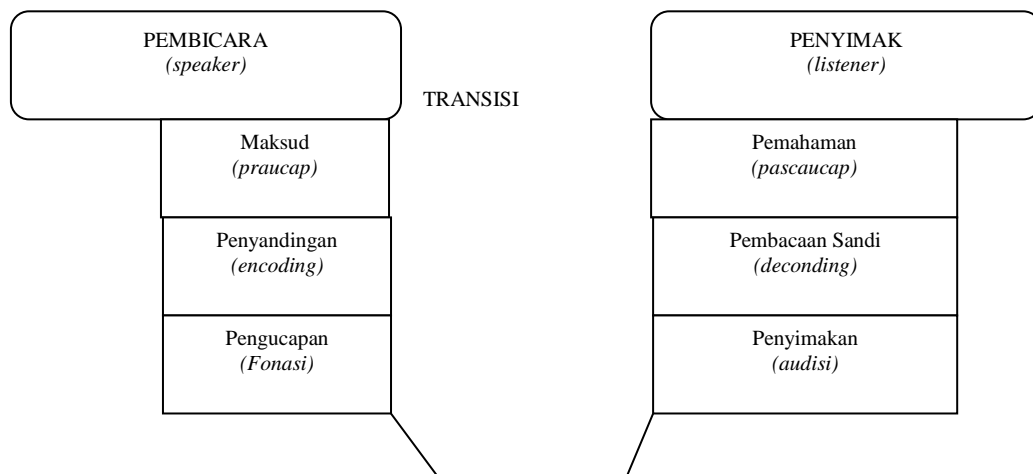 PEMBICARA
(speaker)
PENYIMAK
(listener)
TRANSISI
Maksud
(praucap)
Pemahaman
(pascaucap)
Penyandingan
(encoding)
Pembacaan Sandi
(deconding)
Pengucapan
(Fonasi)
Penyimakan
(audisi)